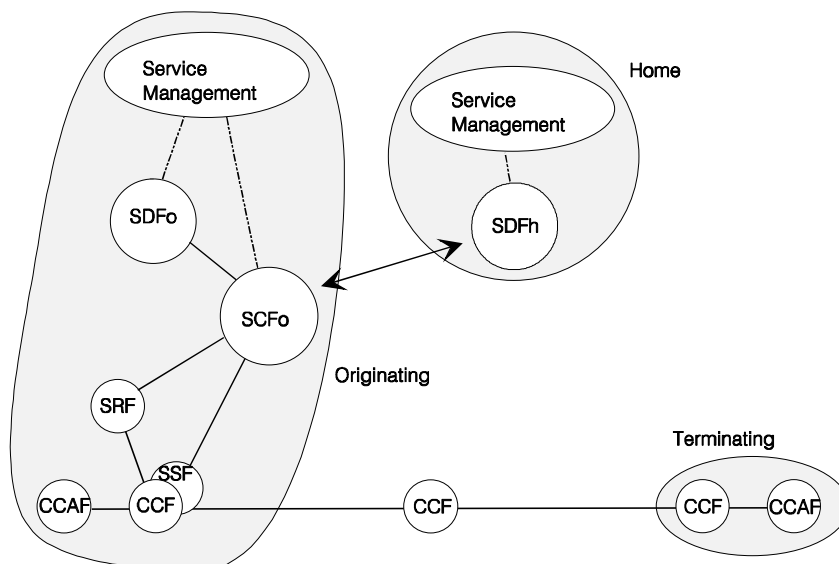 Service
Management
Home
Service
Management
SDFo
SDFh
SCFo
Originating
SRF
Terminating
SSF
CCAF
CCF
CCF
CCF
CCAF